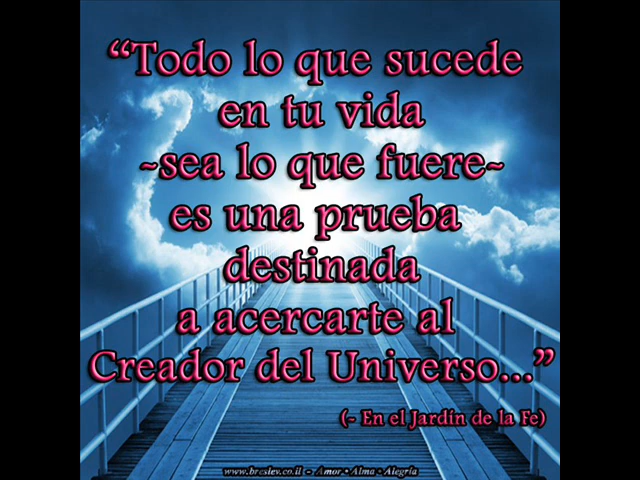 “Todo lo que sucede
en tu vida
~sea lo que fuere~
es una prueba
destinada
a acercarte al
Creador del Universo...”
(- En el Jardín de la Fe)
www.breslev.co.il - Amor • Alma • Alegría